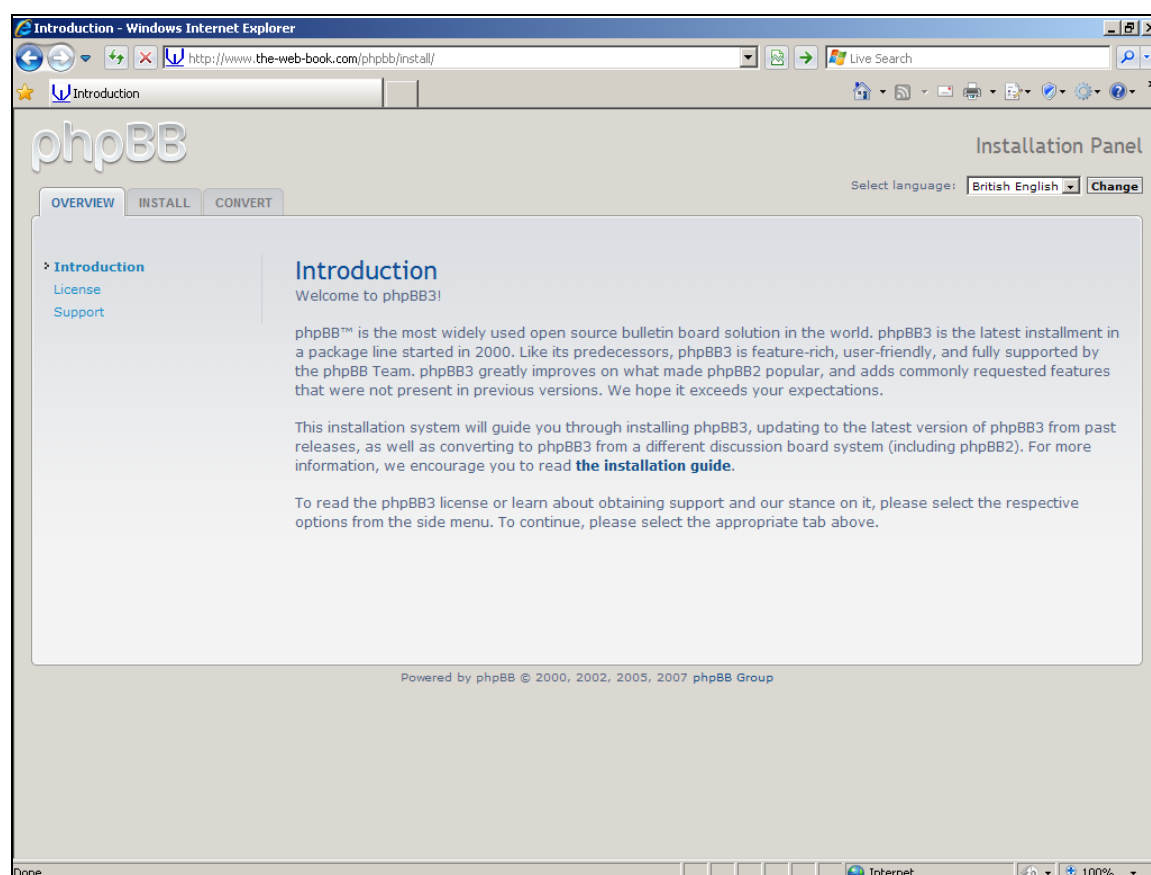 Introduction - Windows Internet Explorer
http://www.the-web-book.com/phpbb/install/
Live Search
Introduction
phpBB
Installation Panel
Select language: British English Change
OVERVIEW INSTALL CONVERT
Introduction
License
Support
Introduction
Welcome to phpBB3!
phpBB™ is the most widely used open source bulletin board solution in the world. phpBB3 is the latest installment in
a package line started in 2000. Like its predecessors, phpBB3 is feature-rich, user-friendly, and fully supported by
the phpBB Team. phpBB3 greatly improves on what made phpBB2 popular, and adds commonly requested features
that were not present in previous versions. We hope it exceeds your expectations.
This installation system will guide you through installing phpBB3, updating to the latest version of phpBB3 from past
releases, as well as converting to phpBB3 from a different discussion board system (including phpBB2). For more
information, we encourage you to read the installation guide.
To read the phpBB3 license or learn about obtaining support and our stance on it, please select the respective
options from the side menu. To continue, please select the appropriate tab above.
Powered by phpBB © 2000, 2002, 2005, 2007 phpBB Group
Done Internet 100%